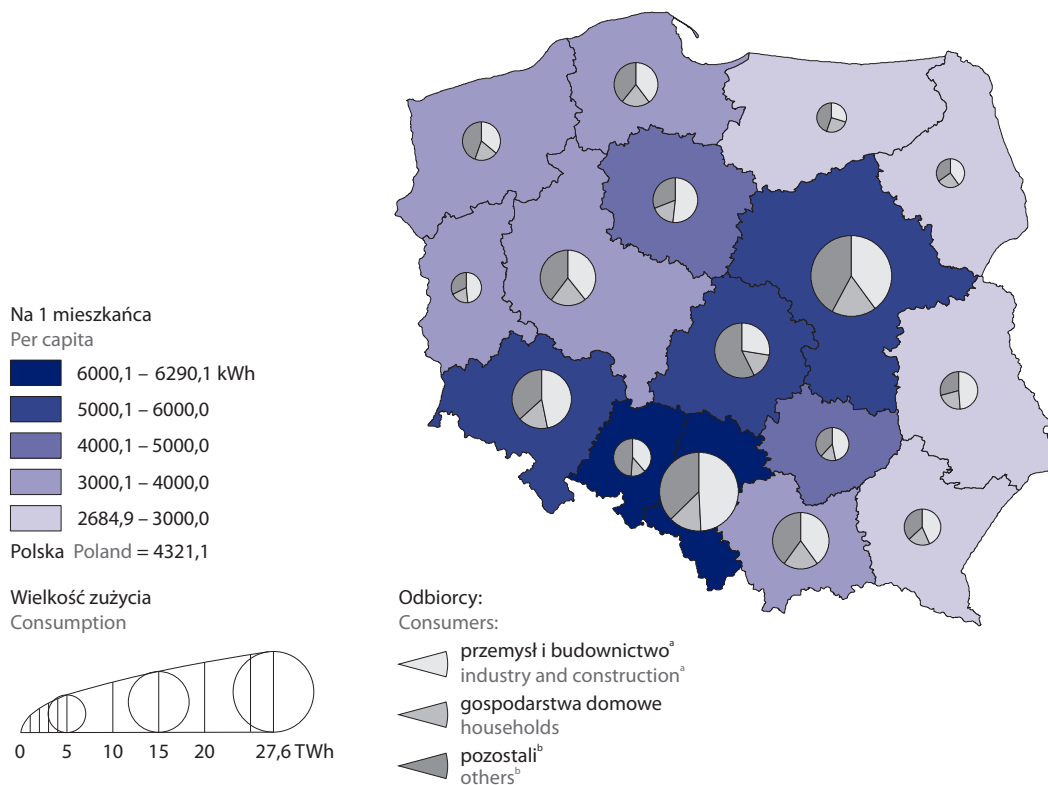 Na 1 mieszkańca
Per capita
6000,1 – 6290,1 kWh
5000,1 – 6000,0
4000,1 – 5000,0
3000,1 – 4000,0
2684,9 – 3000,0
Polska Poland = 4321,1
Wielkość zużycia
Consumption
0 5 10 15 20 27,6 TWh
Odbiorcy:
Consumers:
przemysł i budownictwoᵃ
industry and constructionᵃ
gospodarstwa domowe
households
pozostaliᵇ
othersᵇ